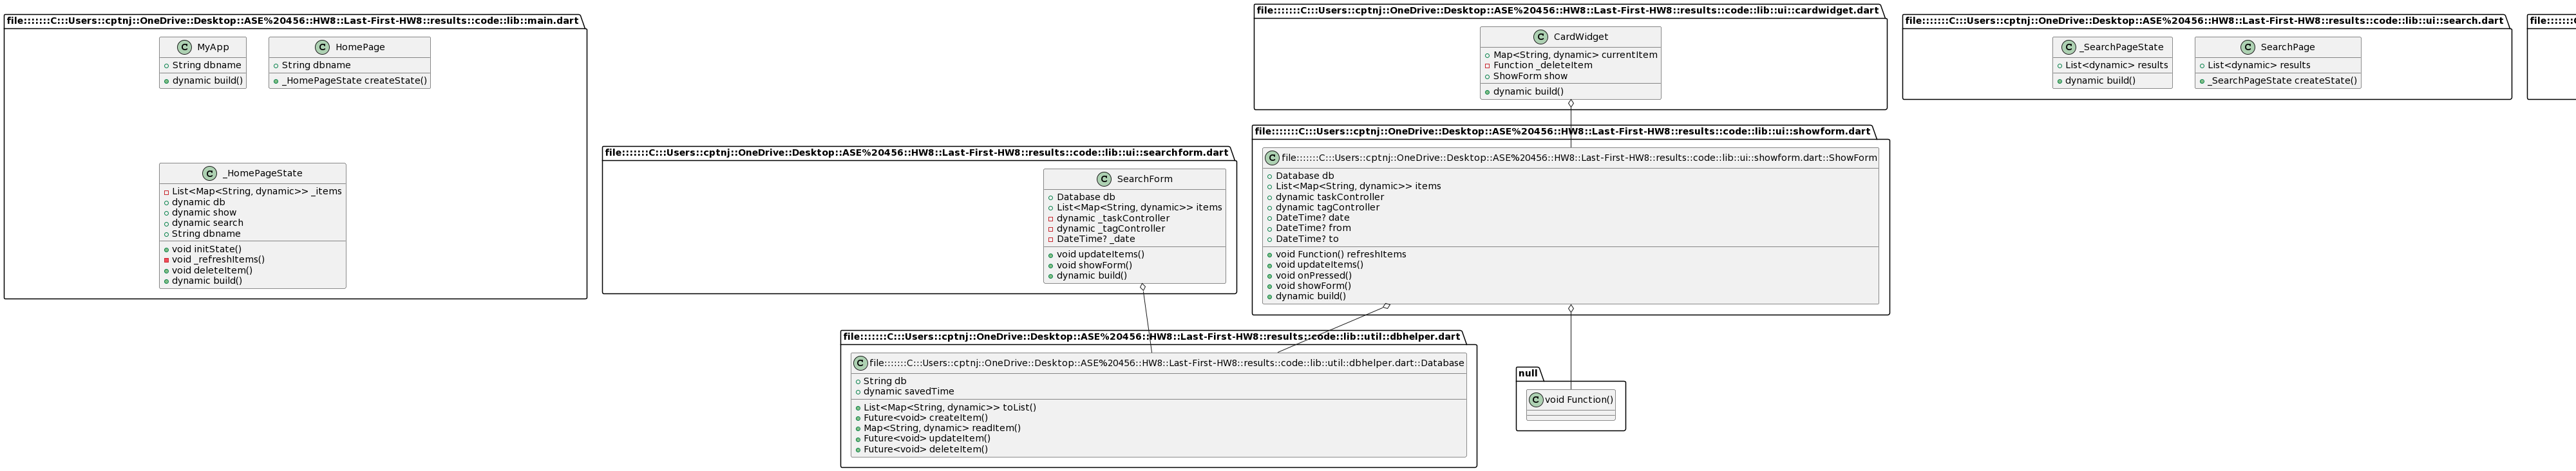 file:::::::C:::Users::cptnj::OneDrive::Desktop::ASE%20456::HW8::Last-First-HW8::results::code::lib::main.dart
C MyApp
String dbname
dynamic build()
C HomePage
String dbname
_HomePageState createState()
C _HomePageState
List<Map<String, dynamic>> _items
dynamic db
dynamic show
dynamic search
String dbname
void initState()
void _refreshItems()
void deleteItem()
dynamic build()
file:::::::C:::Users::cptnj::OneDrive::Desktop::ASE%20456::HW8::Last-First-HW8::results::code::lib::ui::searchform.dart
C SearchForm
Database db
List<Map<String, dynamic>> items
dynamic _taskController
dynamic _tagController
DateTime? _date
void updateItems()
void showForm()
dynamic build()
file:::::::C:::Users::cptnj::OneDrive::Desktop::ASE%20456::HW8::Last-First-HW8::results::code::lib::ui::cardwidget.dart
C CardWidget
Map<String, dynamic> currentItem
Function _deleteItem
ShowForm show
dynamic build()
file:::::::C:::Users::cptnj::OneDrive::Desktop::ASE%20456::HW8::Last-First-HW8::results::code::lib::ui::showform.dart
C file:::::::C:::Users::cptnj::OneDrive::Desktop::ASE%20456::HW8::Last-First-HW8::results::code::lib::ui::showform.dart::ShowForm
Database db
List<Map<String, dynamic>> items
dynamic taskController
dynamic tagController
DateTime? date
DateTime? from
DateTime? to
void Function() refreshItems
void updateItems()
void onPressed()
void showForm()
dynamic build()
file:::::::C:::Users::cptnj::OneDrive::Desktop::ASE%20456::HW8::Last-First-HW8::results::code::lib::util::dbhelper.dart
C file:::::::C:::Users::cptnj::OneDrive::Desktop::ASE%20456::HW8::Last-First-HW8::results::code::lib::util::dbhelper.dart::Database
String db
dynamic savedTime
List<Map<String, dynamic>> toList()
Future<void> createItem()
Map<String, dynamic> readItem()
Future<void> updateItem()
Future<void> deleteItem()
null
C void Function()
file:::::::C:::Users::cptnj::OneDrive::Desktop::ASE%20456::HW8::Last-First-HW8::results::code::lib::ui::search.dart
C _SearchPageState
List<dynamic> results
dynamic build()
C SearchPage
List<dynamic> results
_SearchPageState createState()
file:::::::